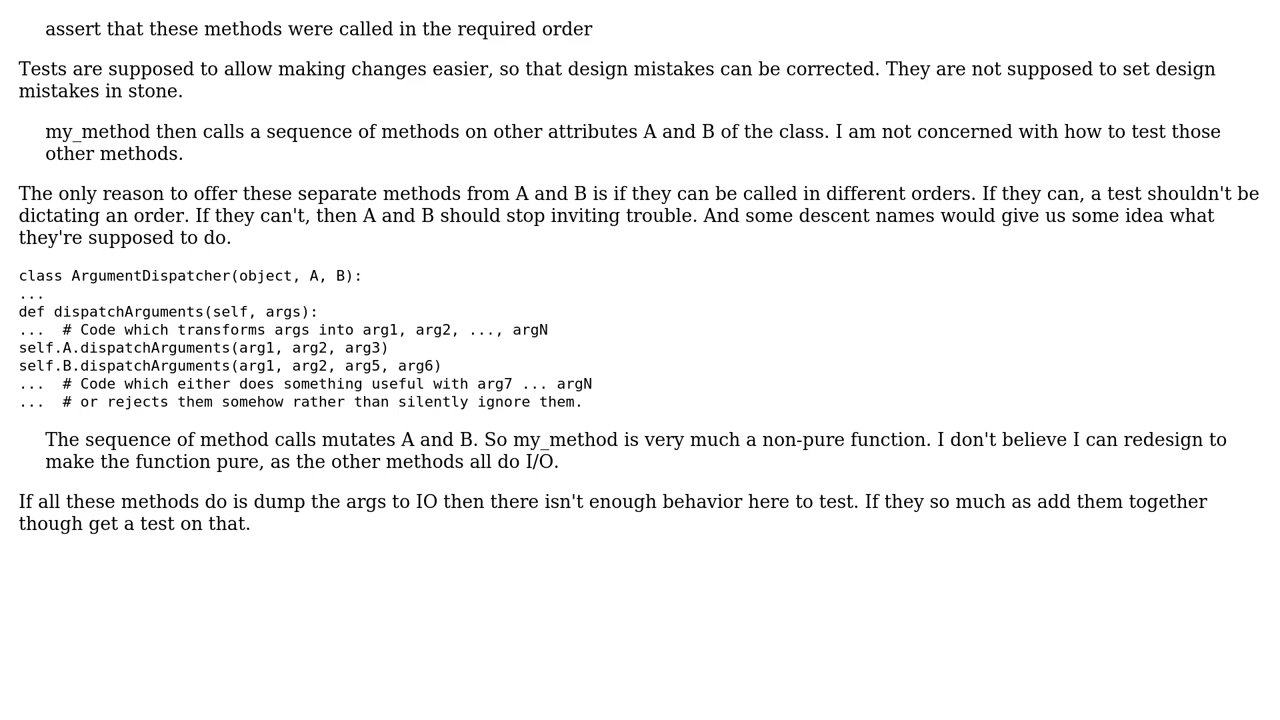 assert that these methods were called in the required order
Tests are supposed to allow making changes easier, so that design mistakes can be corrected. They are not supposed to set design
mistakes in stone.
my_method then calls a sequence of methods on other attributes A and B of the class. I am not concerned with how to test those
other methods.
The only reason to offer these separate methods from A and B is if they can be called in different orders. If they can, a test shouldn't be
dictating an order. If they can't, then A and B should stop inviting trouble. And some descent names would give us some idea what
they're supposed to do.
class ArgumentDispatcher(object, A, B):
...
def dispatchArguments(self, args):
...  # Code which transforms args into arg1, arg2, ..., argN
self.A.dispatchArguments(arg1, arg2, arg3)
self.B.dispatchArguments(arg1, arg2, arg5, arg6)
...  # Code which either does something useful with arg7 ... argN
...  # or rejects them somehow rather than silently ignore them.
The sequence of method calls mutates A and B. So my_method is very much a non-pure function. I don't believe I can redesign to
make the function pure, as the other methods all do I/O.
If all these methods do is dump the args to IO then there isn't enough behavior here to test. If they so much as add them together
though get a test on that.